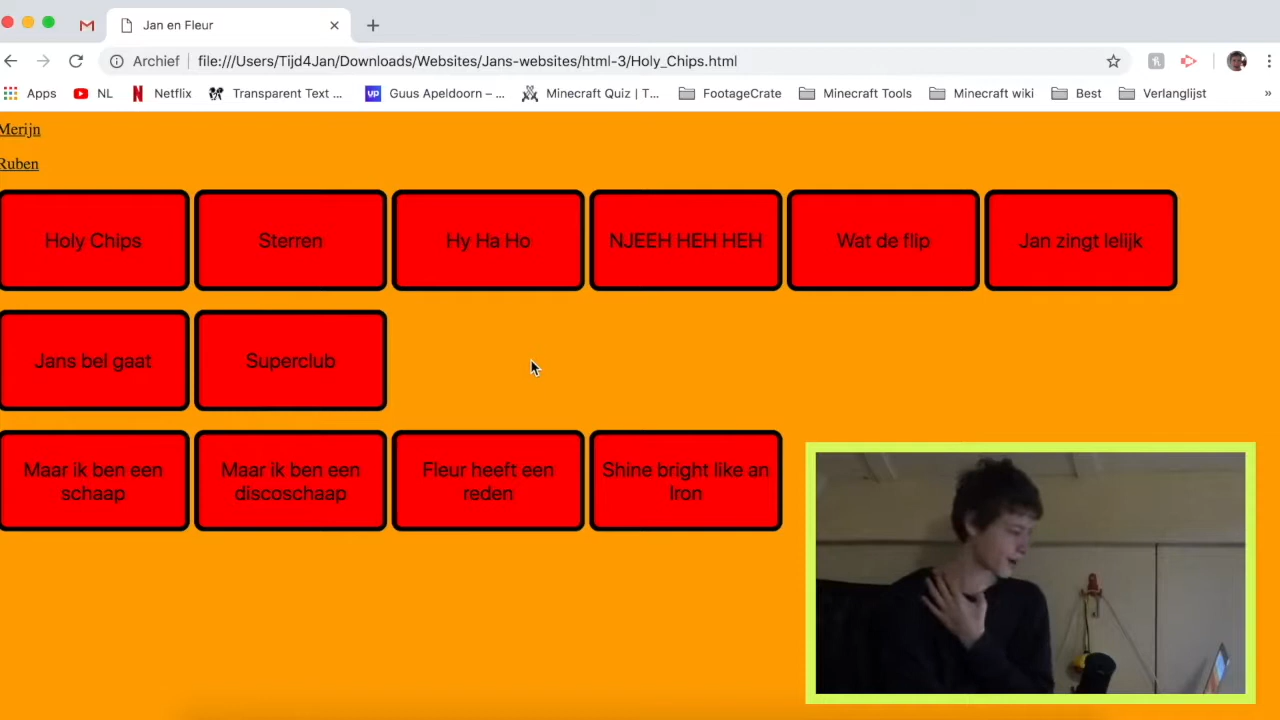 Jan en Fleur
Archief
file:///Users/Tijd4Jan/Downloads/Websites/Jans-websites/html-3/Holy_Chips.html
Apps
NL
Netflix
Transparent Text ...
Guus Apeldoorn – ...
Minecraft Quiz | T...
FootageCrate
Minecraft Tools
Minecraft wiki
Best
Verlanglijst
»
Merijn
Ruben
Holy Chips
Sterren
Hy Ha Ho
NJEEH HEH HEH
Wat de flip
Jan zingt lelijk
Jans bel gaat
Superclub
Maar ik ben een
schaap
Maar ik ben een
discoschaap
Fleur heeft een
reden
Shine bright like an
Iron